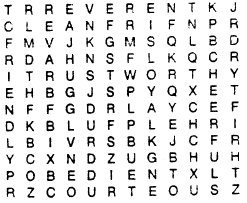 T R R E V E R E N T K J
C L E A N F R I F N P R
F M V J K G M S Q L B D
R D A H N S F L K Q C R
I T R U S T W O R T H Y
E H B G J S P Y Q X E T
N F F G D R L A Y C E F
D K B L U F P L E H R I
L B I V R S B K J C F R
Y C X N D Z U G B H U H
P O B E D I E N T X L T
R Z C O U R T E O U S Z